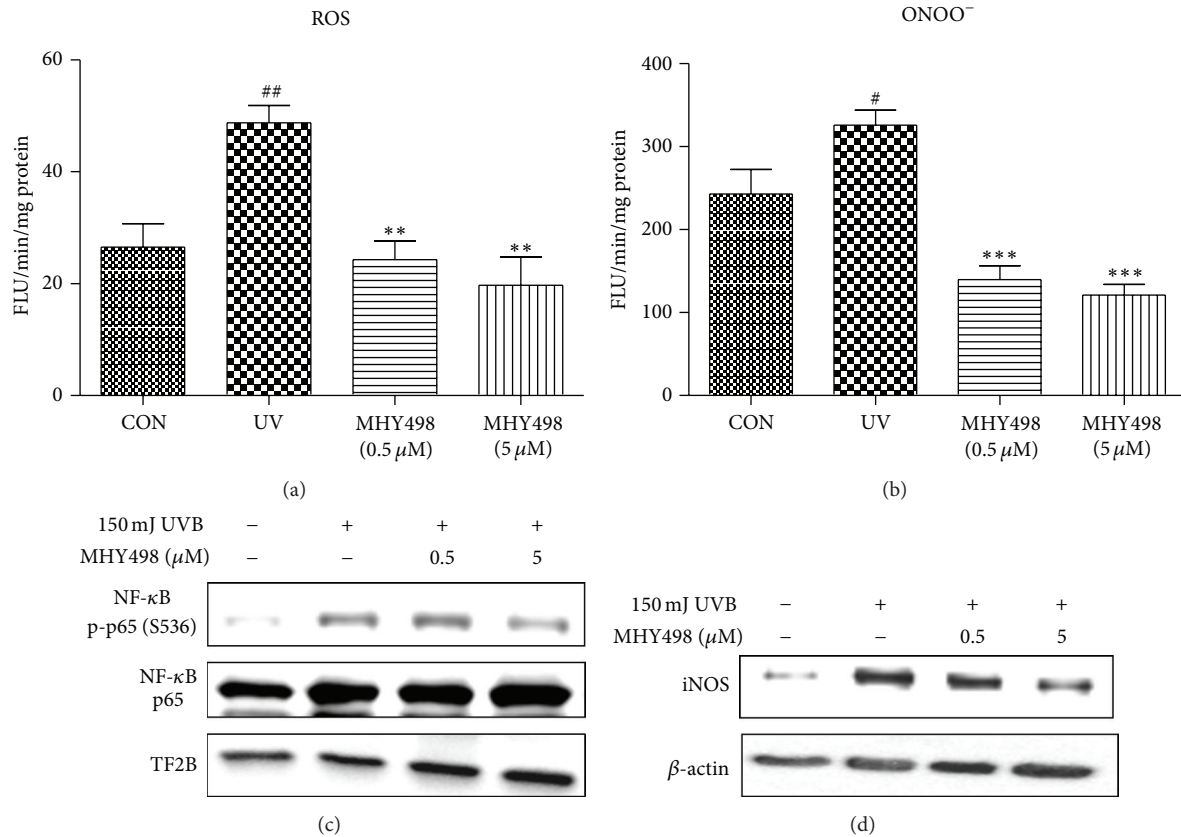 ROS
FLU/min/mg protein
60
40
20
0
##
**
**
CON
UV
MHY498
(0.5 μM)
MHY498
(5 μM)
(a)
ONOO⁻
FLU/min/mg protein
400
300
200
100
0
#
***
***
CON
UV
MHY498
(0.5 μM)
MHY498
(5 μM)
(b)
150 mJ UVB − + + +
MHY498 (μM) − − 0.5 5
NF-κB
p-p65 (S536)
NF-κB
p65
TF2B
(c)
150 mJ UVB − + + +
MHY498 (μM) − − 0.5 5
iNOS
β-actin
(d)